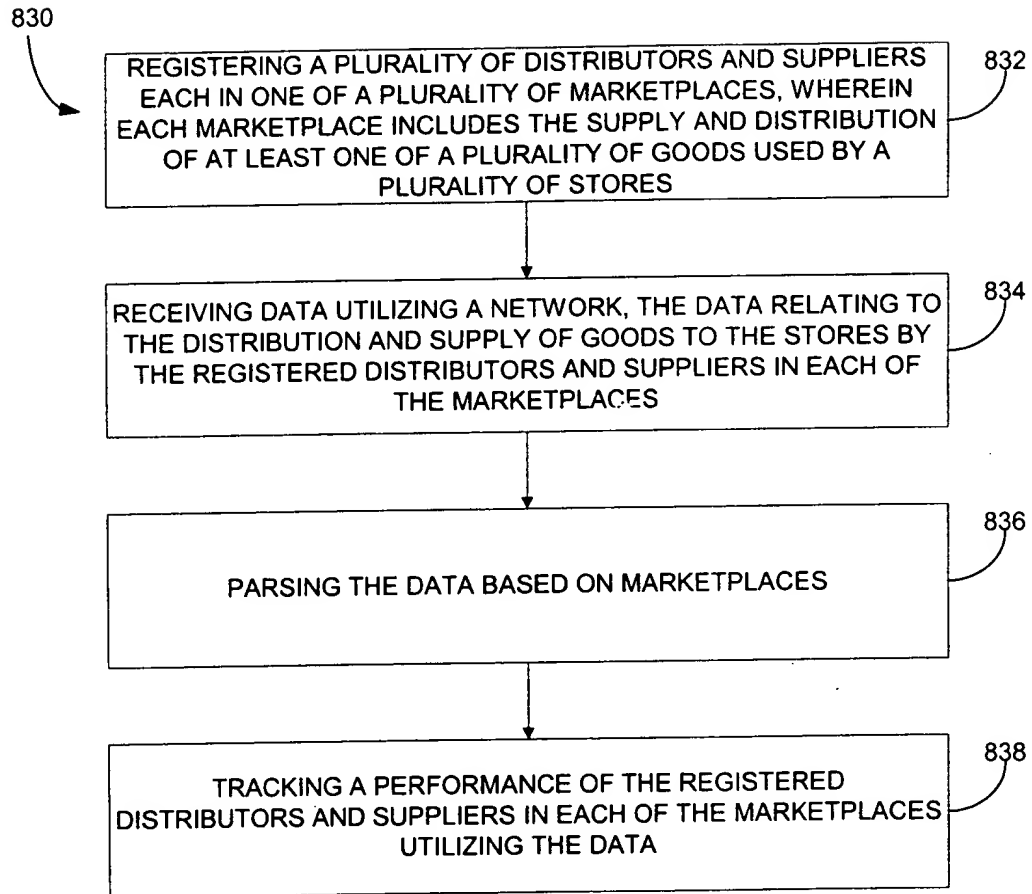 830
REGISTERING A PLURALITY OF DISTRIBUTORS AND SUPPLIERS
EACH IN ONE OF A PLURALITY OF MARKETPLACES, WHEREIN
EACH MARKETPLACE INCLUDES THE SUPPLY AND DISTRIBUTION
OF AT LEAST ONE OF A PLURALITY OF GOODS USED BY A
PLURALITY OF STORES
832
RECEIVING DATA UTILIZING A NETWORK, THE DATA RELATING TO
THE DISTRIBUTION AND SUPPLY OF GOODS TO THE STORES BY
THE REGISTERED DISTRIBUTORS AND SUPPLIERS IN EACH OF
THE MARKETPLACES
834
PARSING THE DATA BASED ON MARKETPLACES
836
TRACKING A PERFORMANCE OF THE REGISTERED
DISTRIBUTORS AND SUPPLIERS IN EACH OF THE MARKETPLACES
UTILIZING THE DATA
838